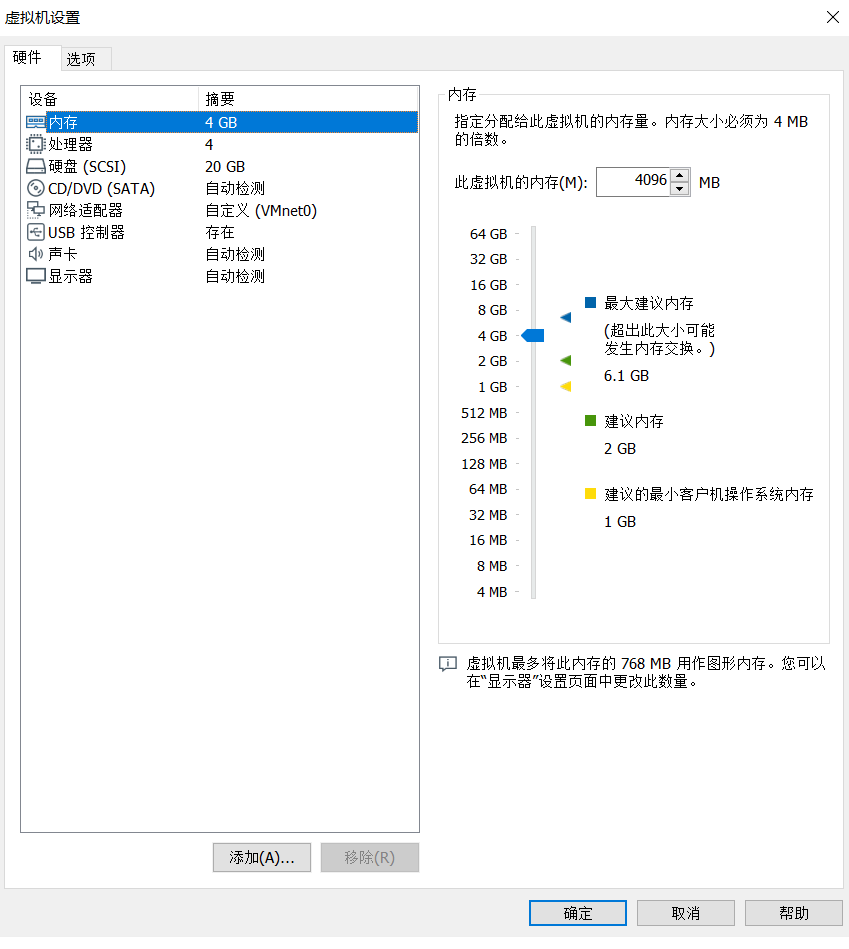 虚拟机设置
硬件 选项
设备 摘要
内存 4 GB
处理器 4
硬盘 (SCSI) 20 GB
CD/DVD (SATA) 自动检测
网络适配器 自定义 (VMnet0)
USB 控制器 存在
声卡 自动检测
显示器 自动检测
添加(A)... 移除(R)
内存
指定分配给此虚拟机的内存量。内存大小必须为 4 MB
的倍数。
此虚拟机的内存(M): 4096 MB
64 GB
32 GB
16 GB
8 GB
4 GB
2 GB
1 GB
512 MB
256 MB
128 MB
64 MB
32 MB
16 MB
8 MB
4 MB
最大建议内存
(超出此大小可能
发生内存交换。)
6.1 GB
建议内存
2 GB
建议的最小客户机操作系统内存
1 GB
虚拟机最多将此内存的 768 MB 用作图形内存。您可以
在“显示器”设置页面中更改此数量。
确定 取消 帮助